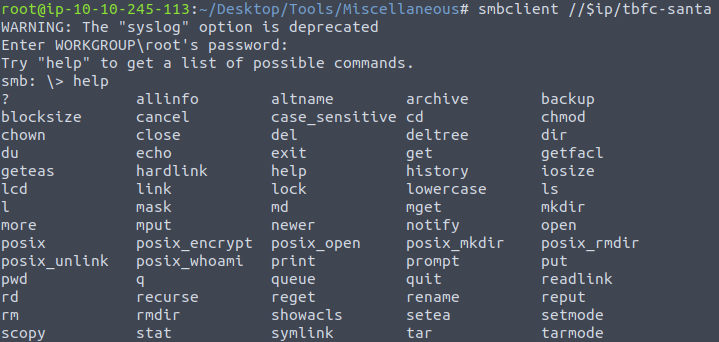 root@ip-10-10-245-113:~/Desktop/Tools/Miscellaneous# smbclient //$ip/tbfc-santa
WARNING: The "syslog" option is deprecated
Enter WORKGROUP\root's password:
Try "help" to get a list of possible commands.
smb: \> help
?              allinfo        altname        archive        backup
blocksize      cancel         case_sensitive cd             chmod
chown          close          del            deltree        dir
du             echo           exit           get            getfacl
geteas         hardlink       help           history        iosize
lcd            link           lock           lowercase      ls
l              mask           md             mget           mkdir
more           mput           newer          notify         open
posix          posix_encrypt  posix_open     posix_mkdir    posix_rmdir
posix_unlink   posix_whoami   print          prompt         put
pwd            q              queue          quit           readlink
rd             recurse        reget          rename         reput
rm             rmdir          showacls       setea          setmode
scopy          stat           symlink        tar            tarmode